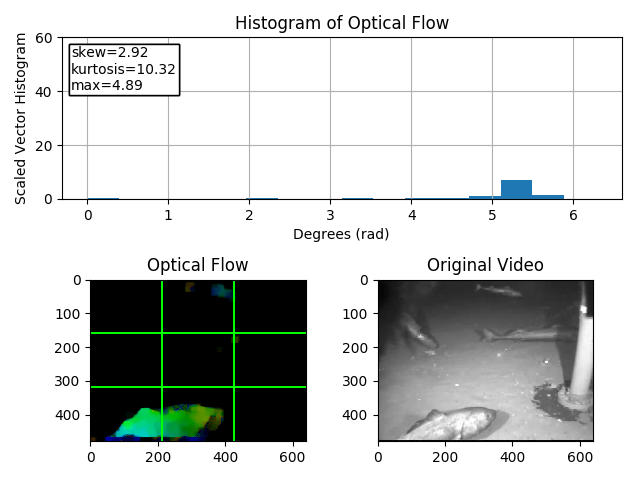 Histogram of Optical Flow
Scaled Vector Histogram
60
40
20
0
skew=2.92
kurtosis=10.32
max=4.89
0 1 2 3 4 5 6
Degrees (rad)
Optical Flow
0
100
200
300
400
0 200 400 600
Original Video
0
100
200
300
400
0 200 400 600